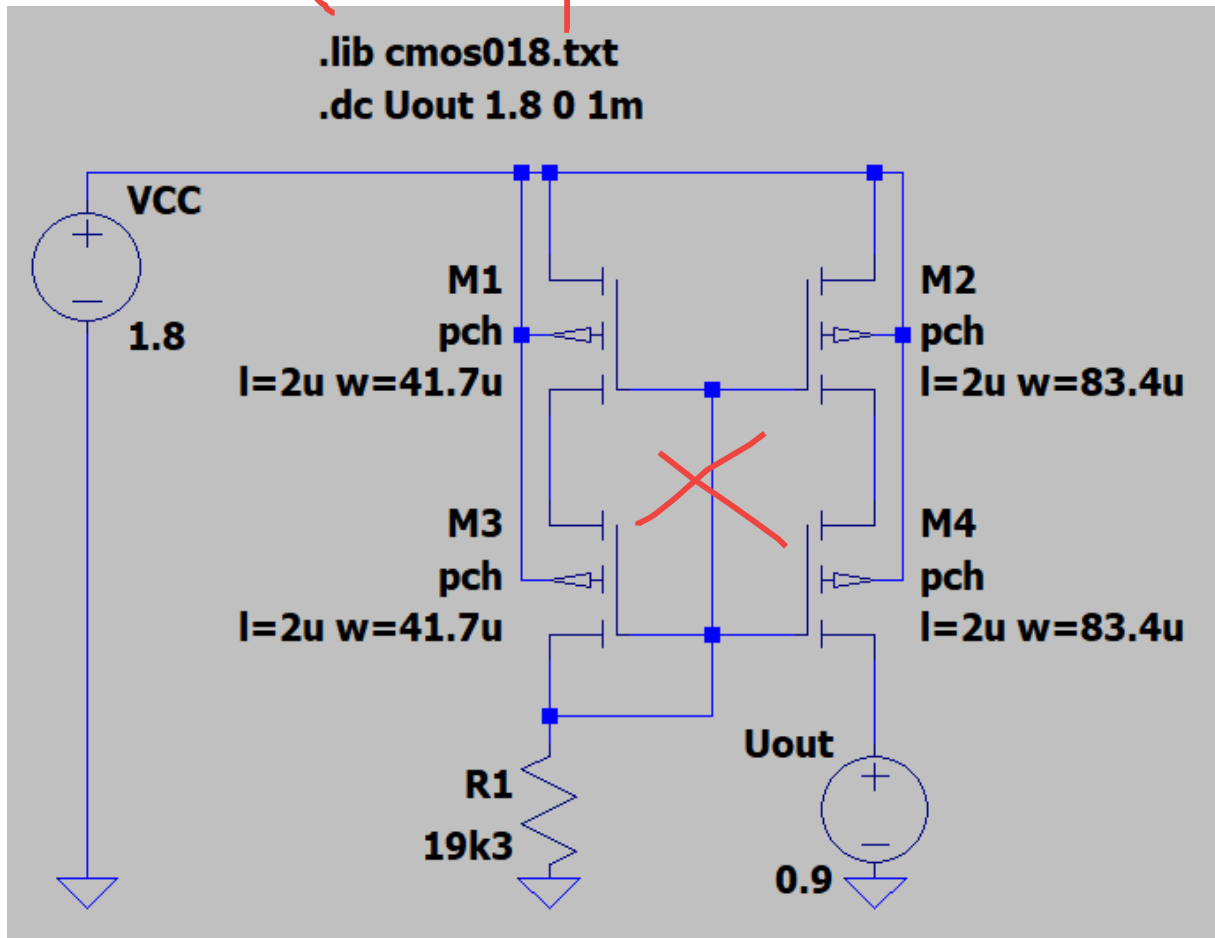 .lib cmos018.txt
.dc Uout 1.8 0 1m
VCC
1.8
M1
pch
l=2u w=41.7u
M2
pch
l=2u w=83.4u
M3
pch
l=2u w=41.7u
M4
pch
l=2u w=83.4u
R1
19k3
Uout
0.9